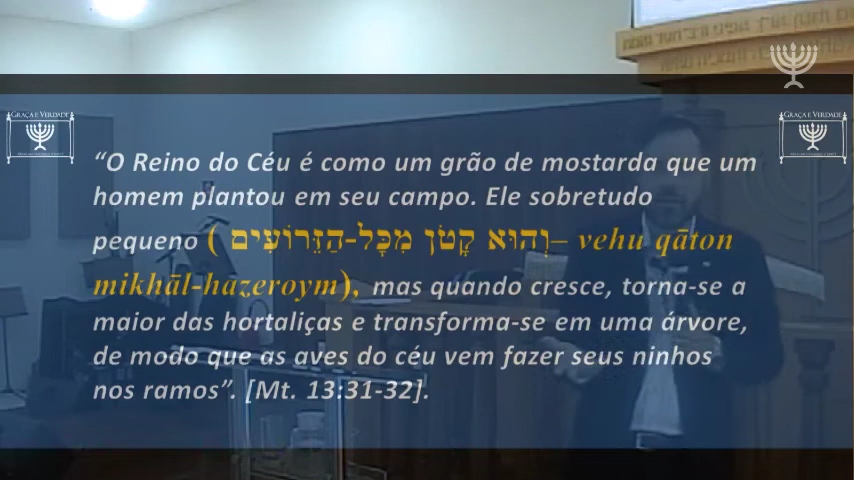 GRAÇA E VERDADE
GRAÇA E VERDADE
“O Reino do Céu é como um grão de mostarda que um
homem plantou em seu campo. Ele sobretudo
pequeno ( וְהוּא קָטֹן מִכָּל-הַזֵּרוֹעִים– vehu qāton
mikhāl-hazeroym), mas quando cresce, torna-se a
maior das hortaliças e transforma-se em uma árvore,
de modo que as aves do céu vem fazer seus ninhos
nos ramos”. [Mt. 13:31-32].